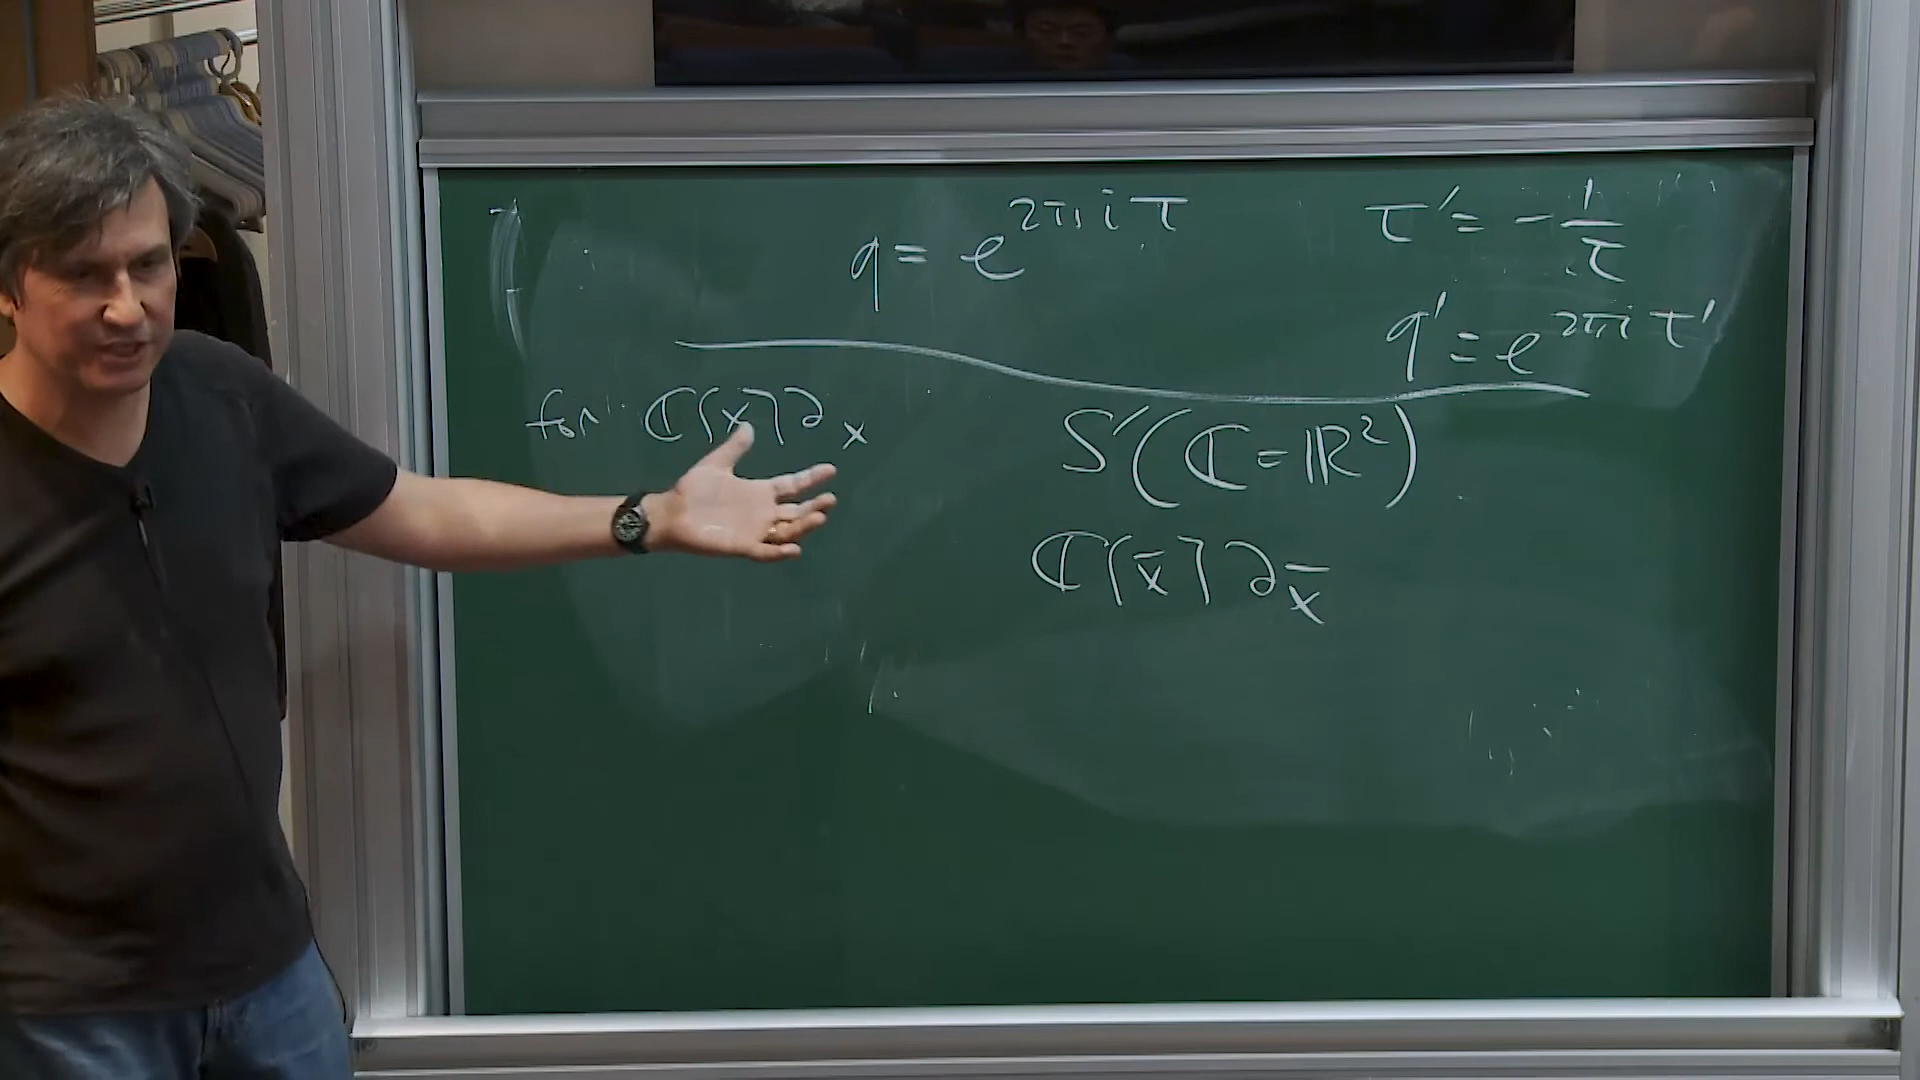 q = e^{2πiτ}
τ' = -1/τ
q' = e^{2πiτ'}
for ℂ[x]∂_x
S'(ℂ = ℝ²)
ℂ[x̄]∂_x̄